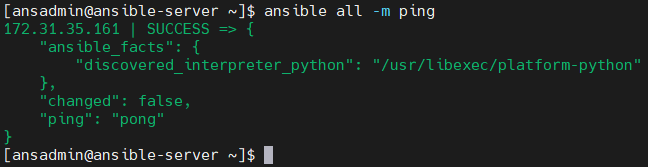 [ansadmin@ansible-server ~]$ ansible all -m ping
172.31.35.161 | SUCCESS => {
    "ansible_facts": {
        "discovered_interpreter_python": "/usr/libexec/platform-python"
    },
    "changed": false,
    "ping": "pong"
}
[ansadmin@ansible-server ~]$